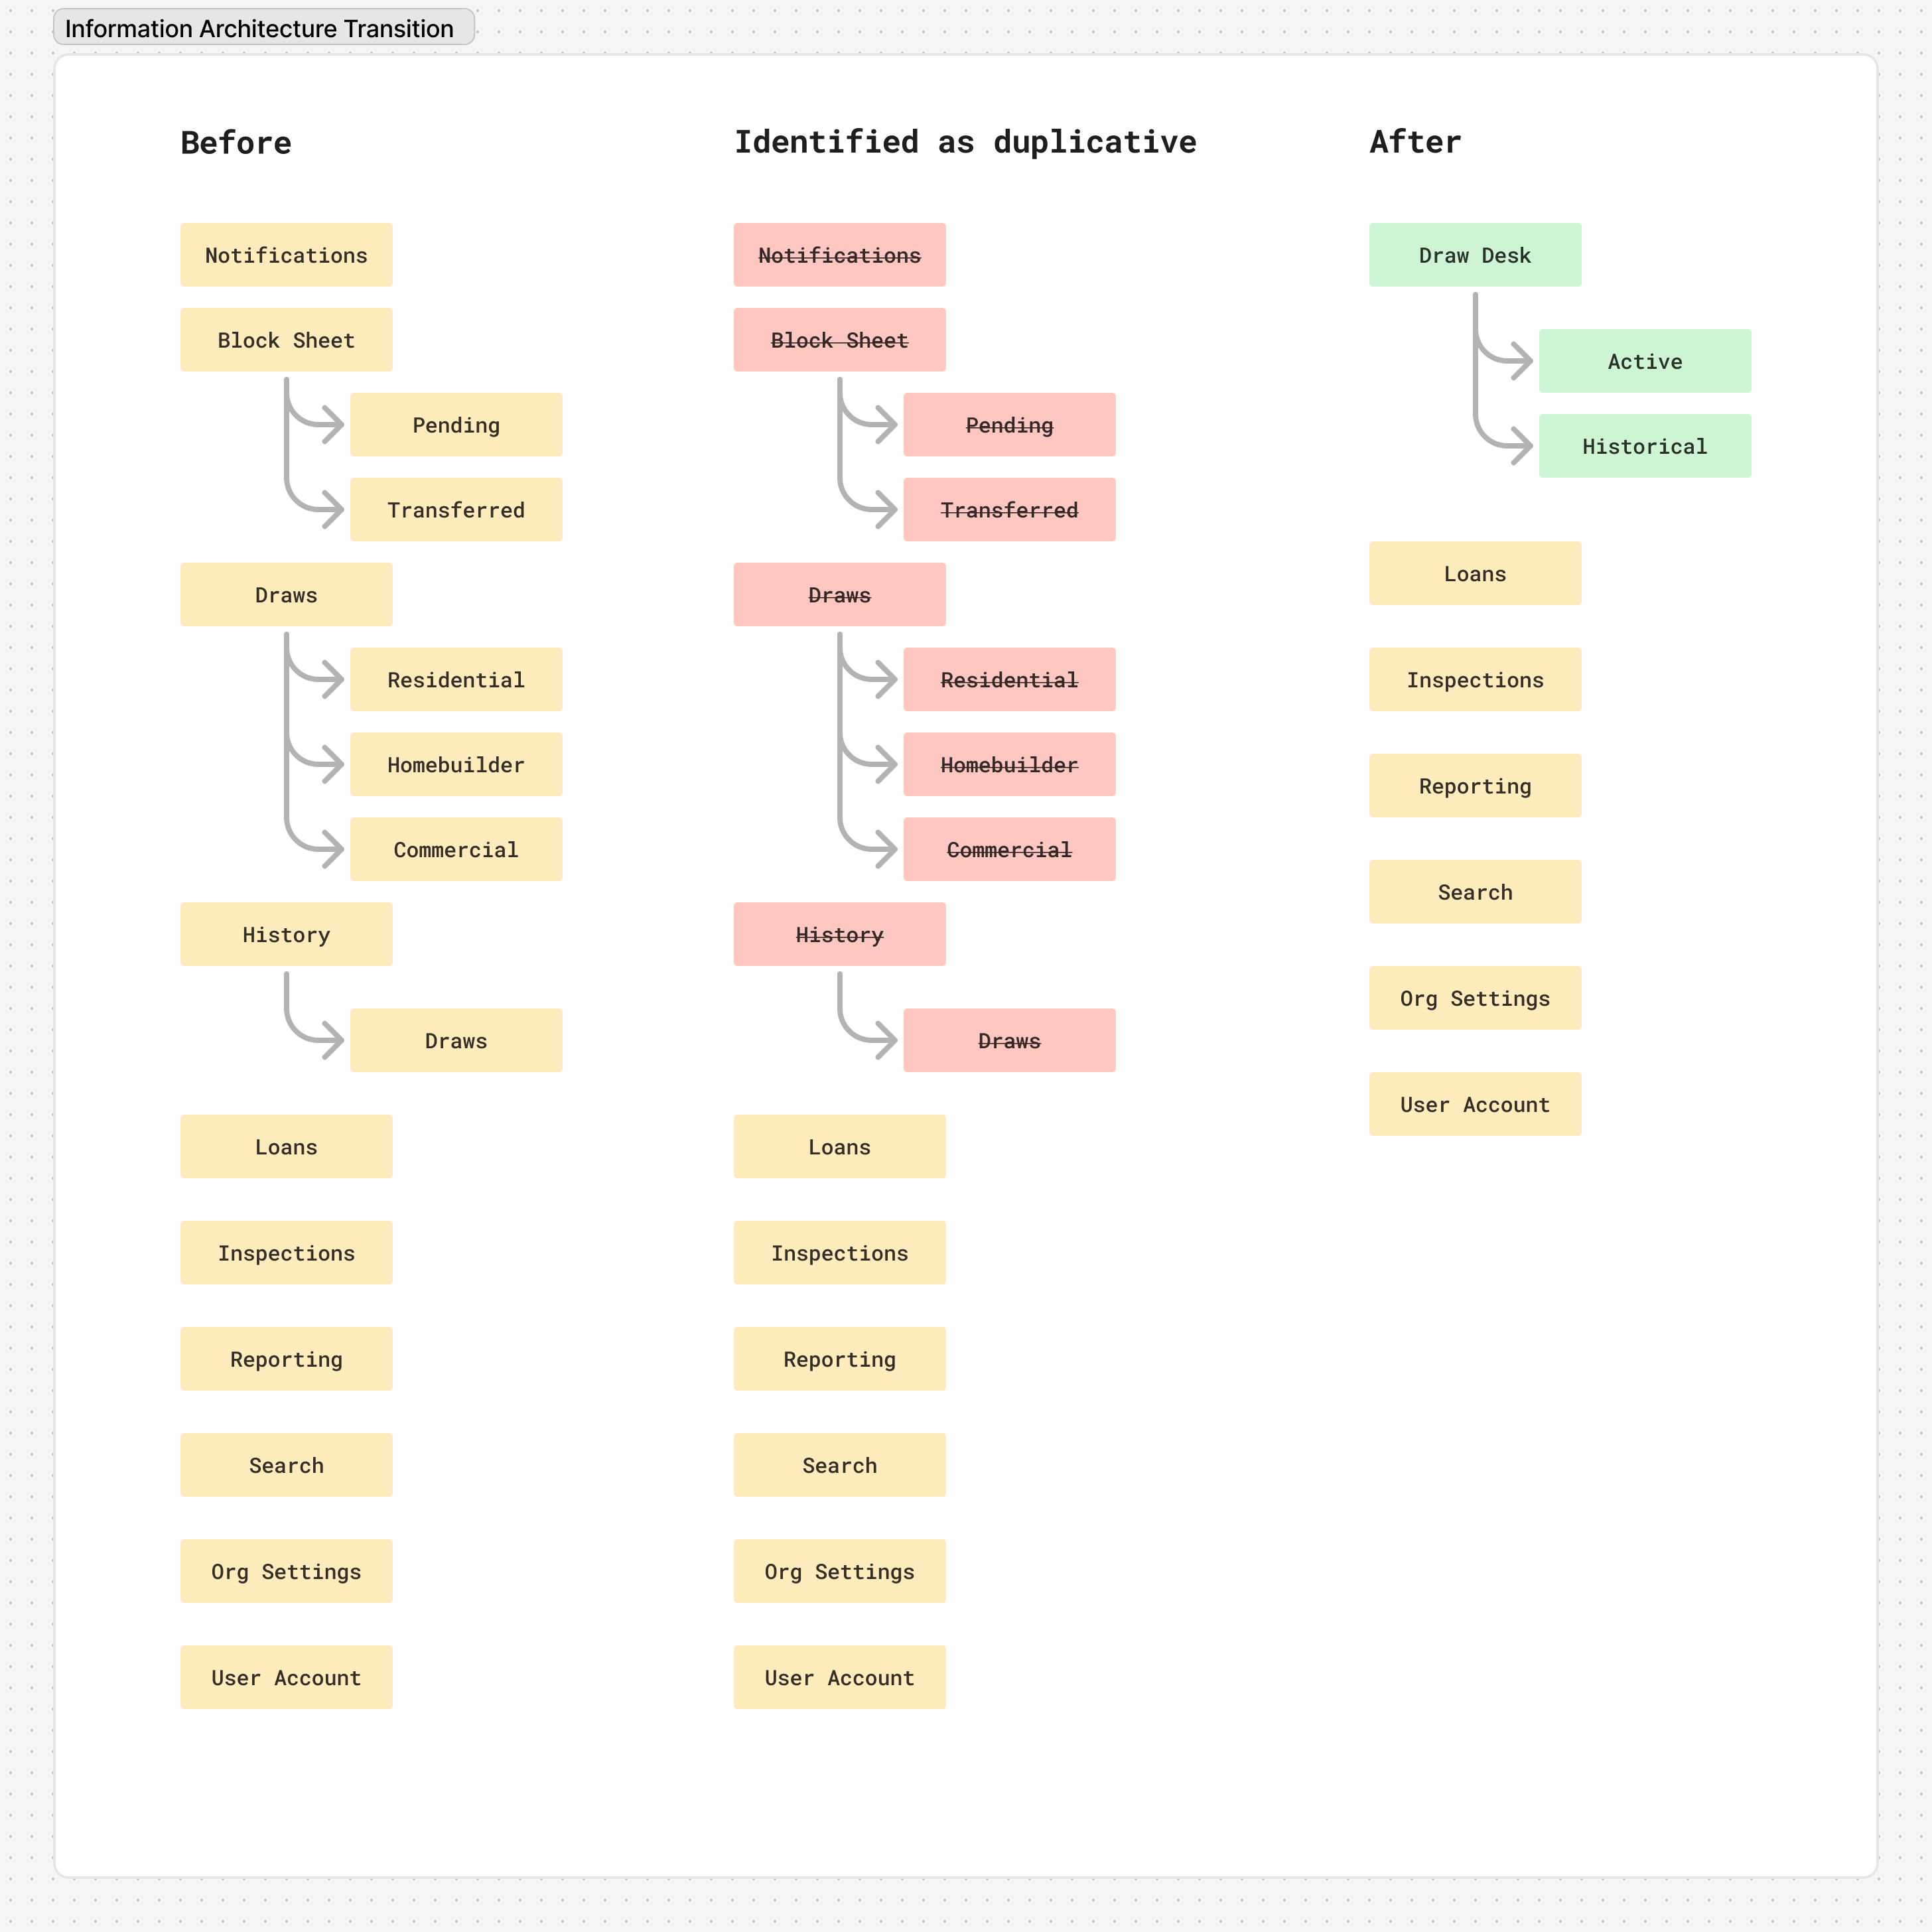 Information Architecture Transition
Before
Notifications
Block Sheet
Pending
Transferred
Draws
Residential
Homebuilder
Commercial
History
Draws
Loans
Inspections
Reporting
Search
Org Settings
User Account
Identified as duplicative
Notifications
Block Sheet
Pending
Transferred
Draws
Residential
Homebuilder
Commercial
History
Draws
Loans
Inspections
Reporting
Search
Org Settings
User Account
After
Draw Desk
Active
Historical
Loans
Inspections
Reporting
Search
Org Settings
User Account